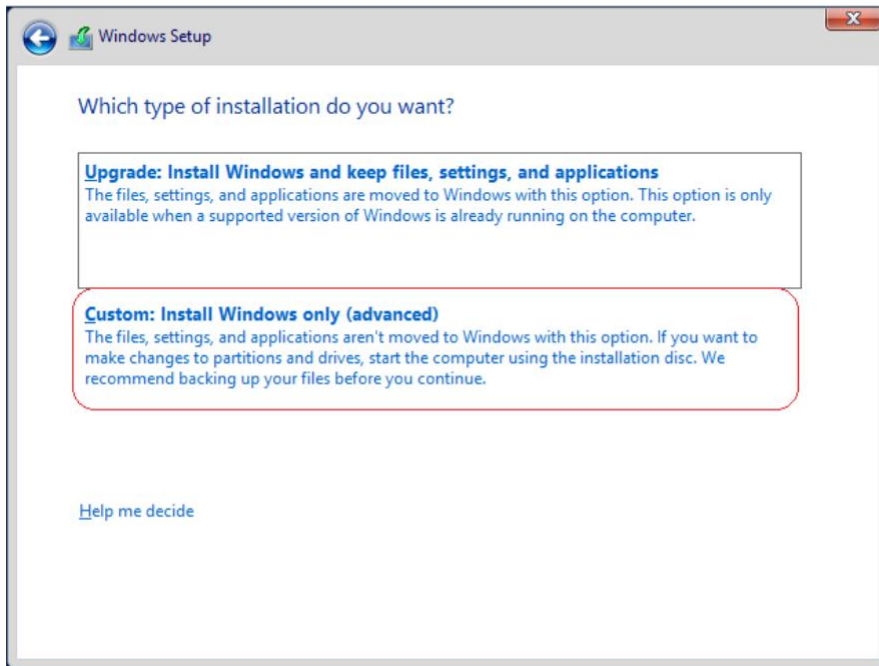 Windows Setup
Which type of installation do you want?
Upgrade: Install Windows and keep files, settings, and applications
The files, settings, and applications are moved to Windows with this option. This option is only
available when a supported version of Windows is already running on the computer.
Custom: Install Windows only (advanced)
The files, settings, and applications aren't moved to Windows with this option. If you want to
make changes to partitions and drives, start the computer using the installation disc. We
recommend backing up your files before you continue.
Help me decide